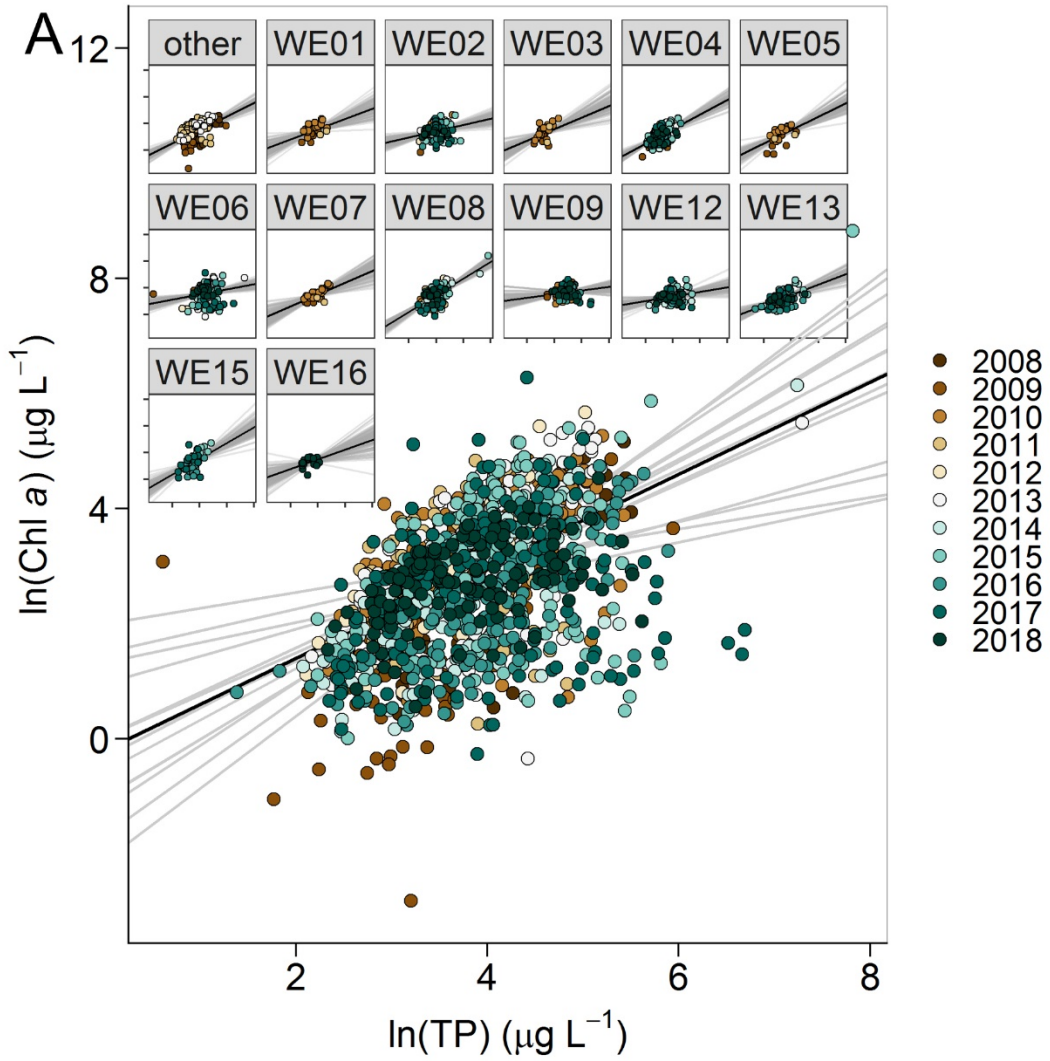 A
12
other WE01 WE02 WE03 WE04 WE05
WE06 WE07 WE08 WE09 WE12 WE13
8
WE15 WE16
4
0
ln(Chl a) (μg L⁻¹)
2 4 6 8
ln(TP) (μg L⁻¹)
2008
2009
2010
2011
2012
2013
2014
2015
2016
2017
2018